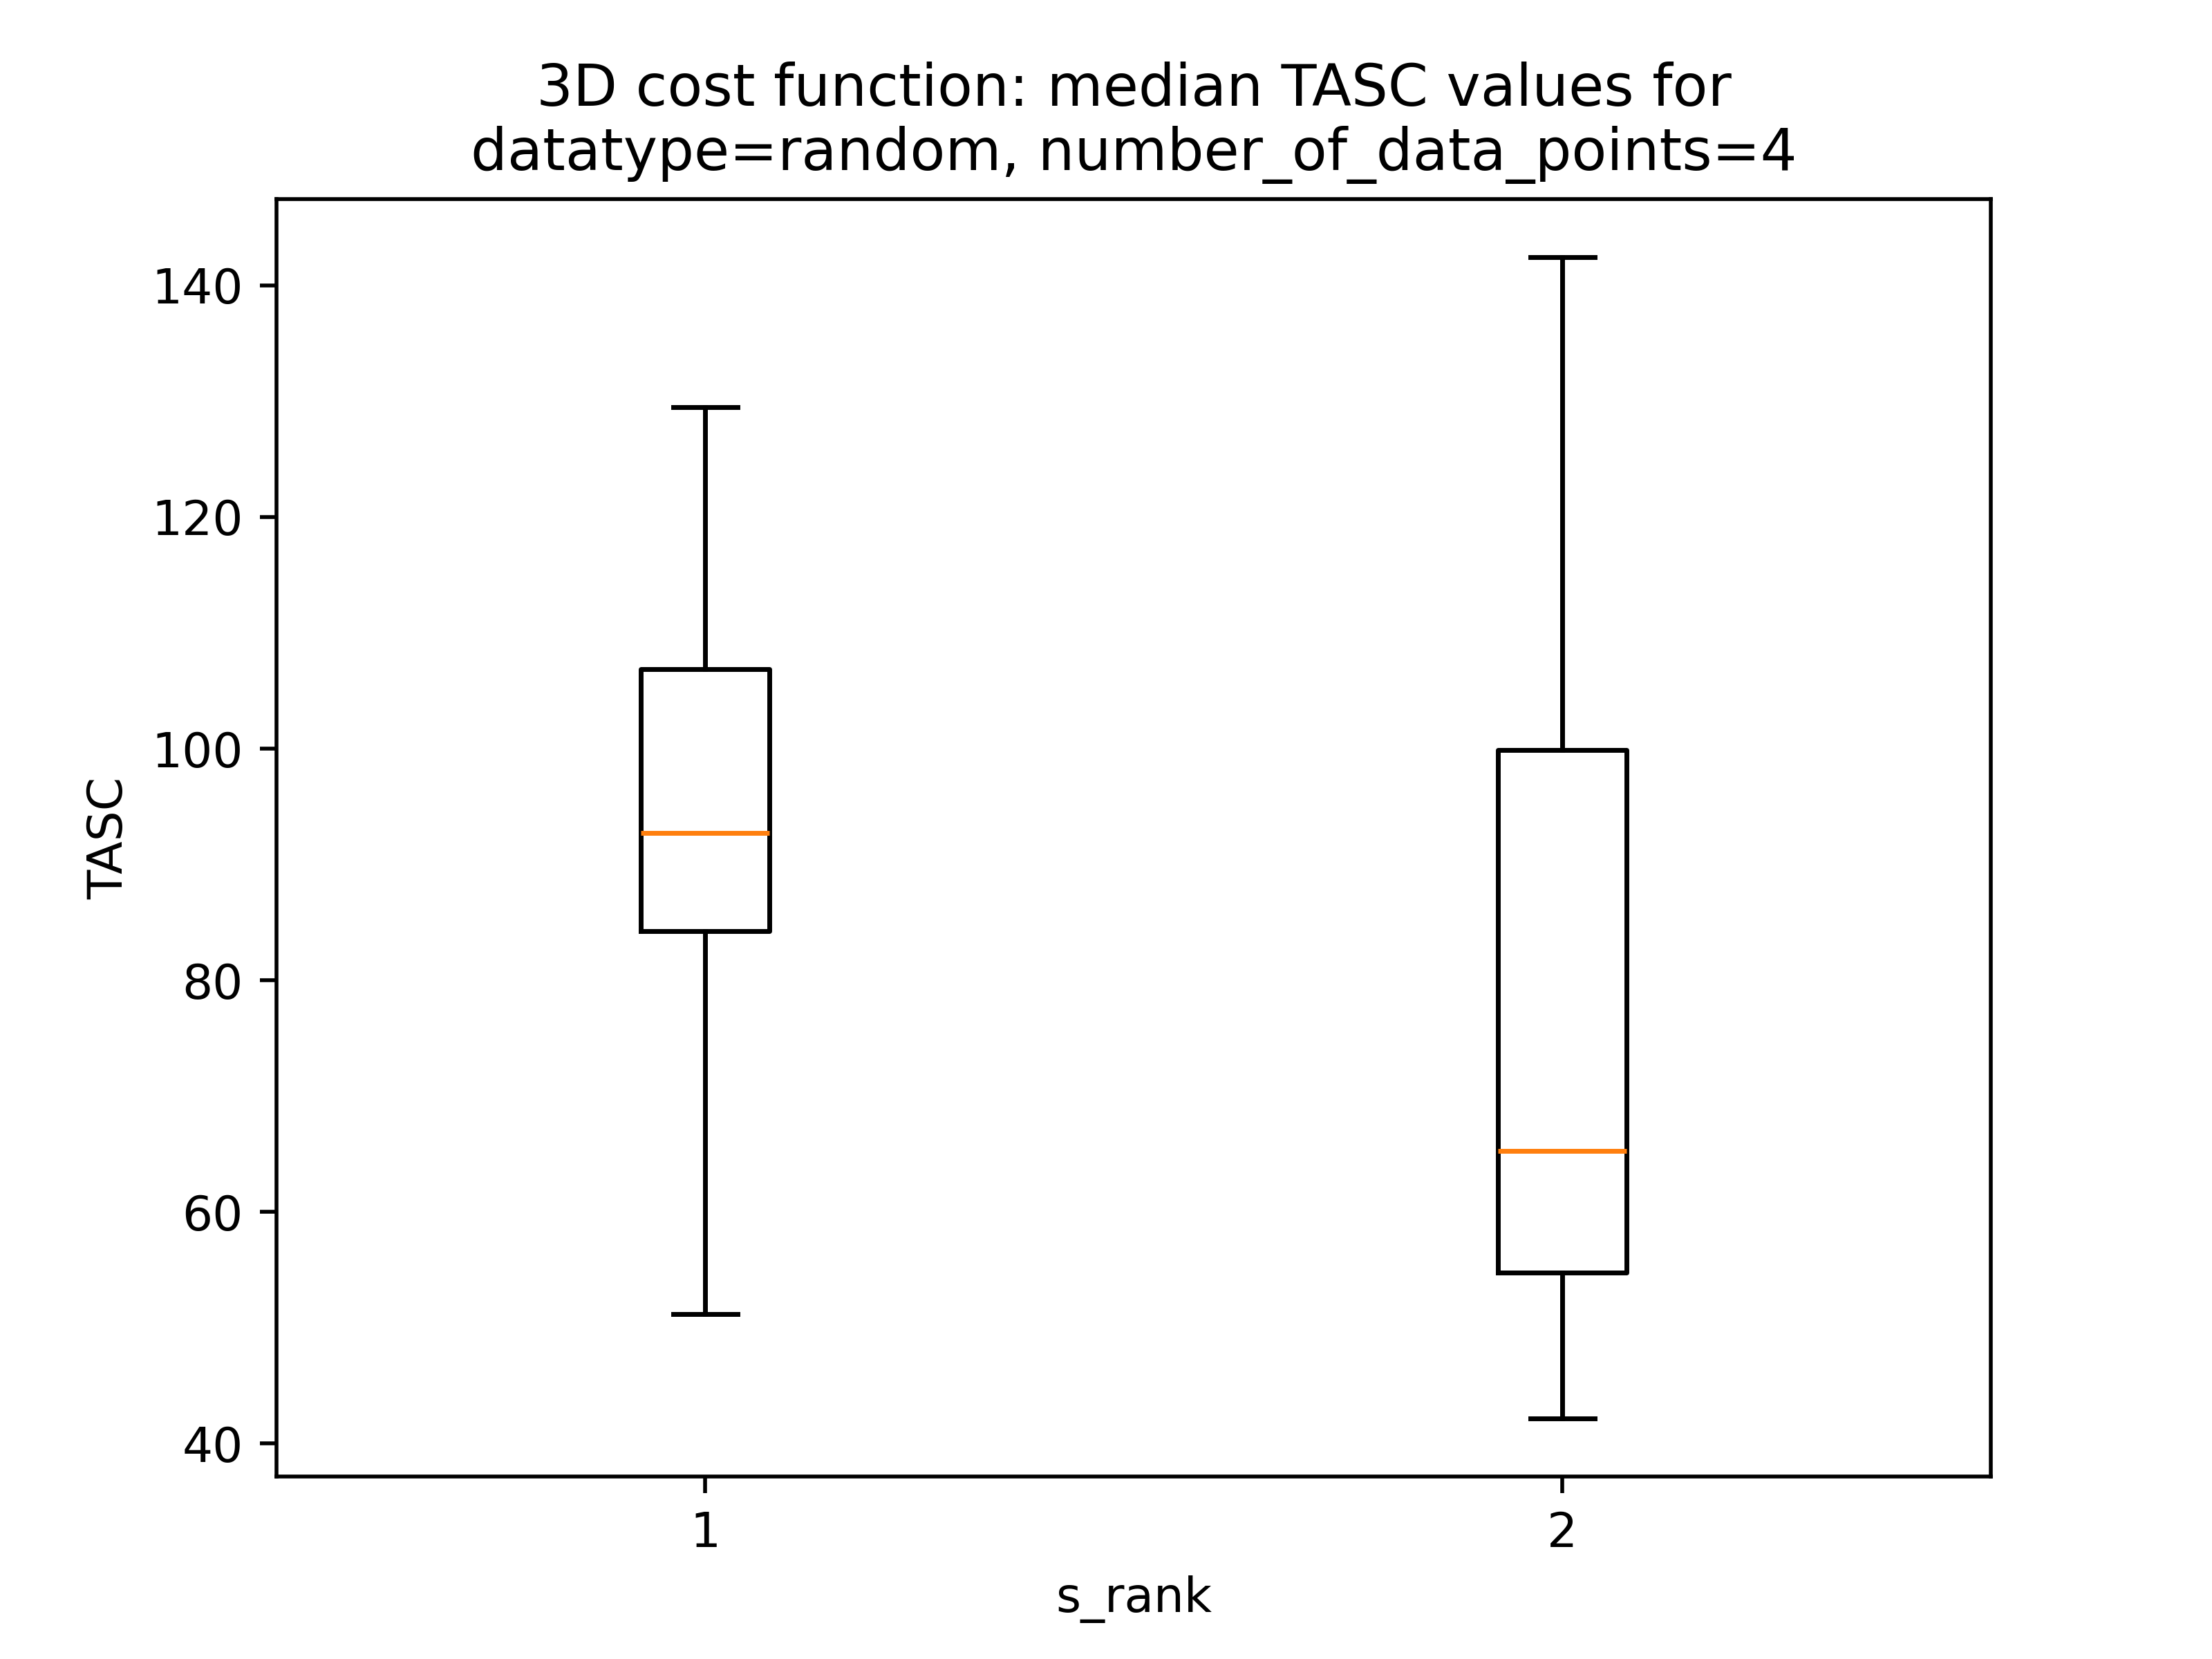 3D cost function: median TASC values for
datatype=random, number_of_data_points=4
140
120
100
80
60
40
TASC
1
2
s_rank